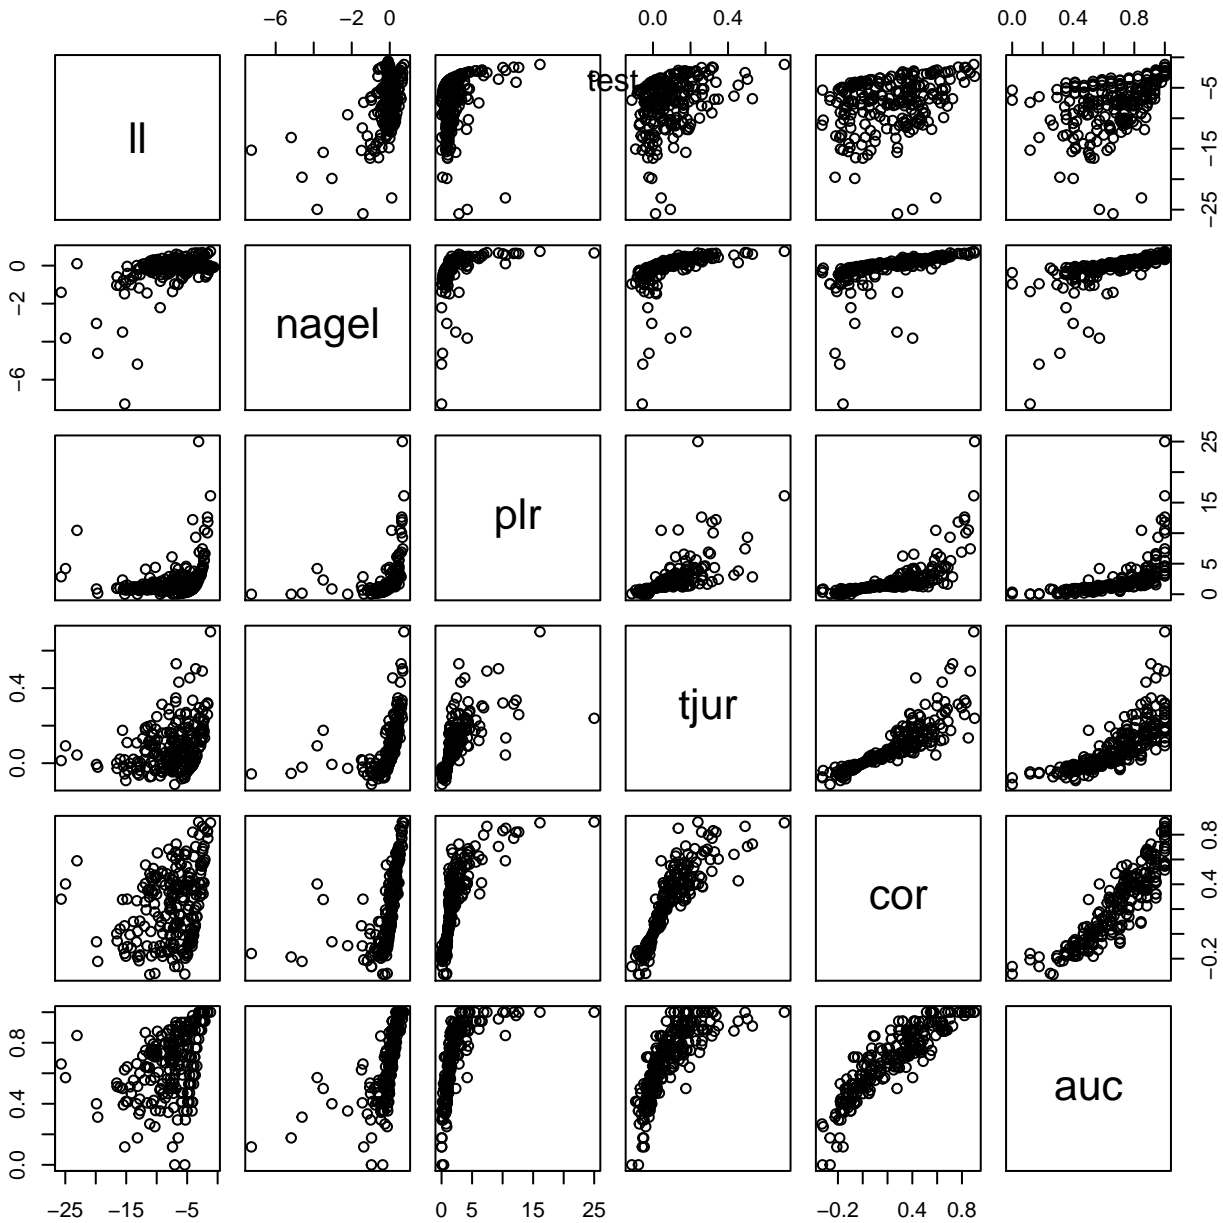 −6 −2 0 0.0 0.4 0.0 0.4 0.8
ll test −25 −15 −5
−6 −2 0 nagel
plr 0 5 15 25
0.0 0.4 tjur
cor −0.2 0.4 0.8
0.0 0.4 0.8 auc
−25 −15 −5 0 5 15 25 −0.2 0.4 0.8